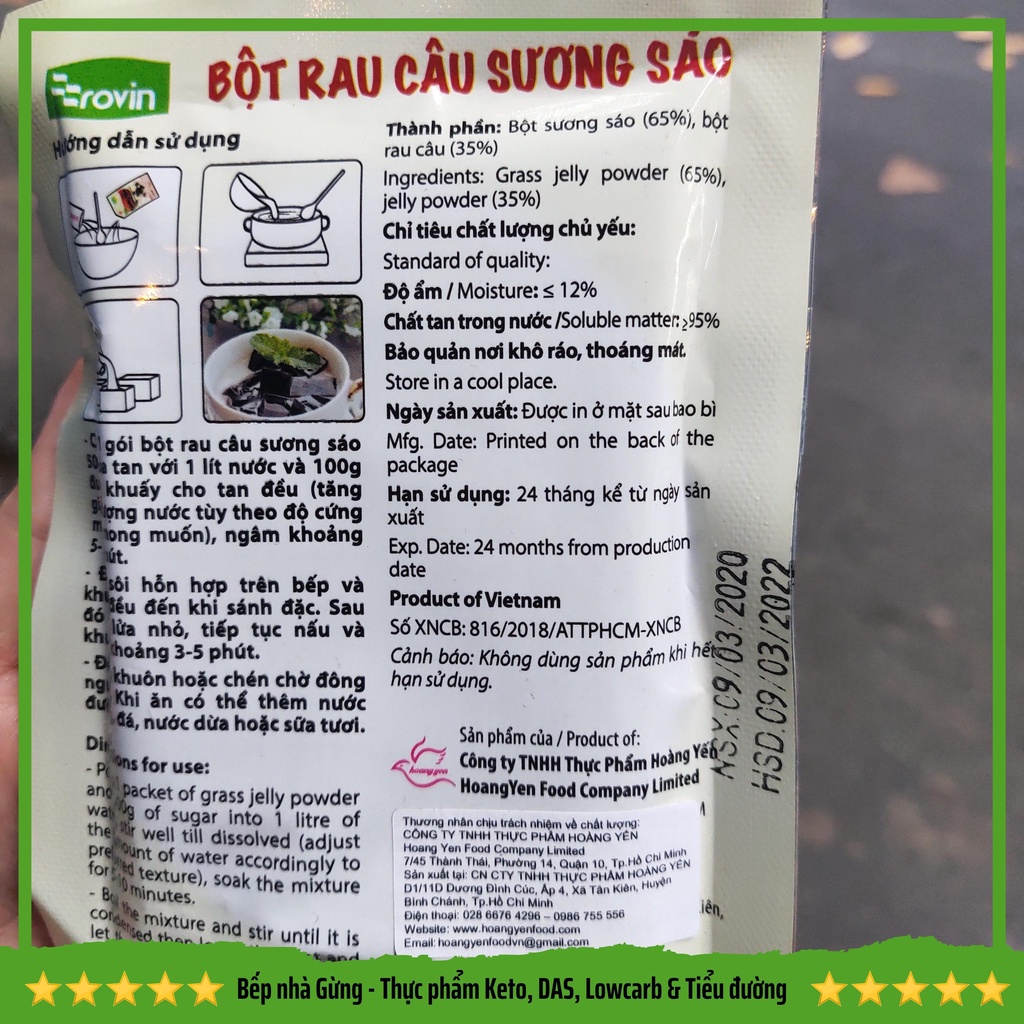 Erovin
BỘT RAU CÂU SƯƠNG SÁO
Hướng dẫn sử dụng
gói bột rau câu sương sáo
tan với 1 lít nước và 100g
khuấy cho tan đều (tăng
nước tùy theo độ cứng
muốn), ngâm khoảng
sôi hỗn hợp trên bếp và
đến khi sánh đặc. Sau
lửa nhỏ, tiếp tục nấu và
khoảng 3-5 phút.
khuôn hoặc chén chờ đông
Khi ăn có thể thêm nước
đá, nước dừa hoặc sữa tươi.
for use:
packet of grass jelly powder
of sugar into 1 litre of
stir well till dissolved (adjust
of water accordingly to
texture), soak the mixture
minutes.
the mixture and stir until it is
Thành phần: Bột sương sáo (65%), bột
rau câu (35%)
Ingredients: Grass jelly powder (65%),
jelly powder (35%)
Chỉ tiêu chất lượng chủ yếu:
Standard of quality:
Độ ẩm / Moisture: ≤ 12%
Chất tan trong nước /Soluble matter: ≥95%
Bảo quản nơi khô ráo, thoáng mát.
Store in a cool place.
Ngày sản xuất: Được in ở mặt sau bao bì
Mfg. Date: Printed on the back of the
package
Hạn sử dụng: 24 tháng kể từ ngày sản
xuất
Exp. Date: 24 months from production
date
Product of Vietnam
Số XNCB: 816/2018/ATTPHCM-XNCB
Cảnh báo: Không dùng sản phẩm khi hết
hạn sử dụng.
NSX:09/03/2020
HSD.09/03/2022
hoang yen
Sản phẩm của / Product of:
Công ty TNHH Thực Phẩm Hoàng Yến
HoangYen Food Company Limited
Thương nhân chịu trách nhiệm về chất lượng:
CÔNG TY TNHH THỰC PHẨM HOÀNG YẾN
Hoang Yen Food Company Limited
7/45 Thành Thái, Phường 14, Quận 10, Tp.Hồ Chí Minh
Sản xuất tại: CN CTY TNHH THỰC PHẨM HOÀNG YẾN
D1/11D Dương Đình Cúc, Ấp 4, Xã Tân Kiên, Huyện
Bình Chánh, Tp.Hồ Chí Minh
Điện thoại: 028 6676 4296 – 0986 755 556
Website: www.hoangyenfood.com
Email: hoangyenfoodvn@gmail.com
Bếp nhà Gừng - Thực phẩm Keto, DAS, Lowcarb & Tiểu đường